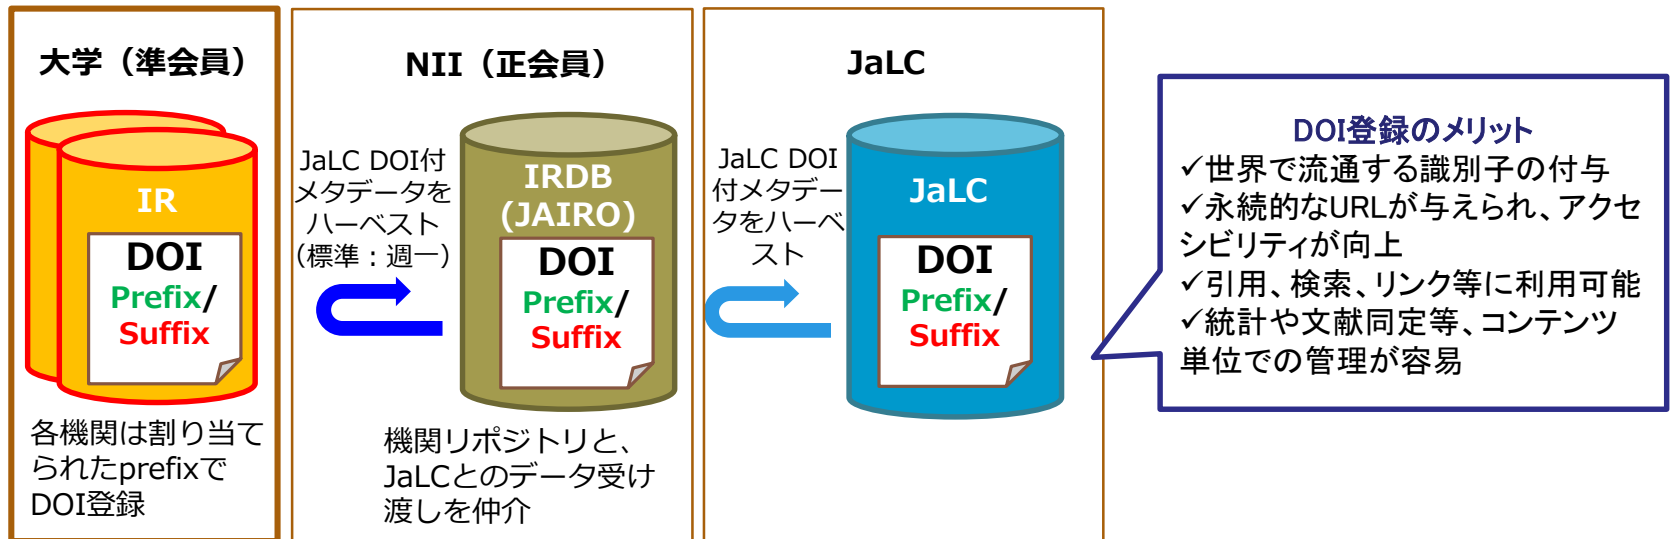 大学（準会員）
IR
DOI
Prefix/
Suffix
各機関は割り当て
られたprefixで
DOI登録
NII（正会員）
JaLC DOI付
メタデータを
ハーベスト
（標準：週一）
IRDB
(JAIRO)
DOI
Prefix/
Suffix
機関リポジトリと、
JaLCとのデータ受け
渡しを仲介
JaLC
JaLC DOI
付メタデー
タをハーベ
スト
JaLC
DOI
Prefix/
Suffix
DOI登録のメリット
✓世界で流通する識別子の付与
✓永続的なURLが与えられ、アクセ
シビリティが向上
✓引用、検索、リンク等に利用可能
✓統計や文献同定等、コンテンツ
単位での管理が容易